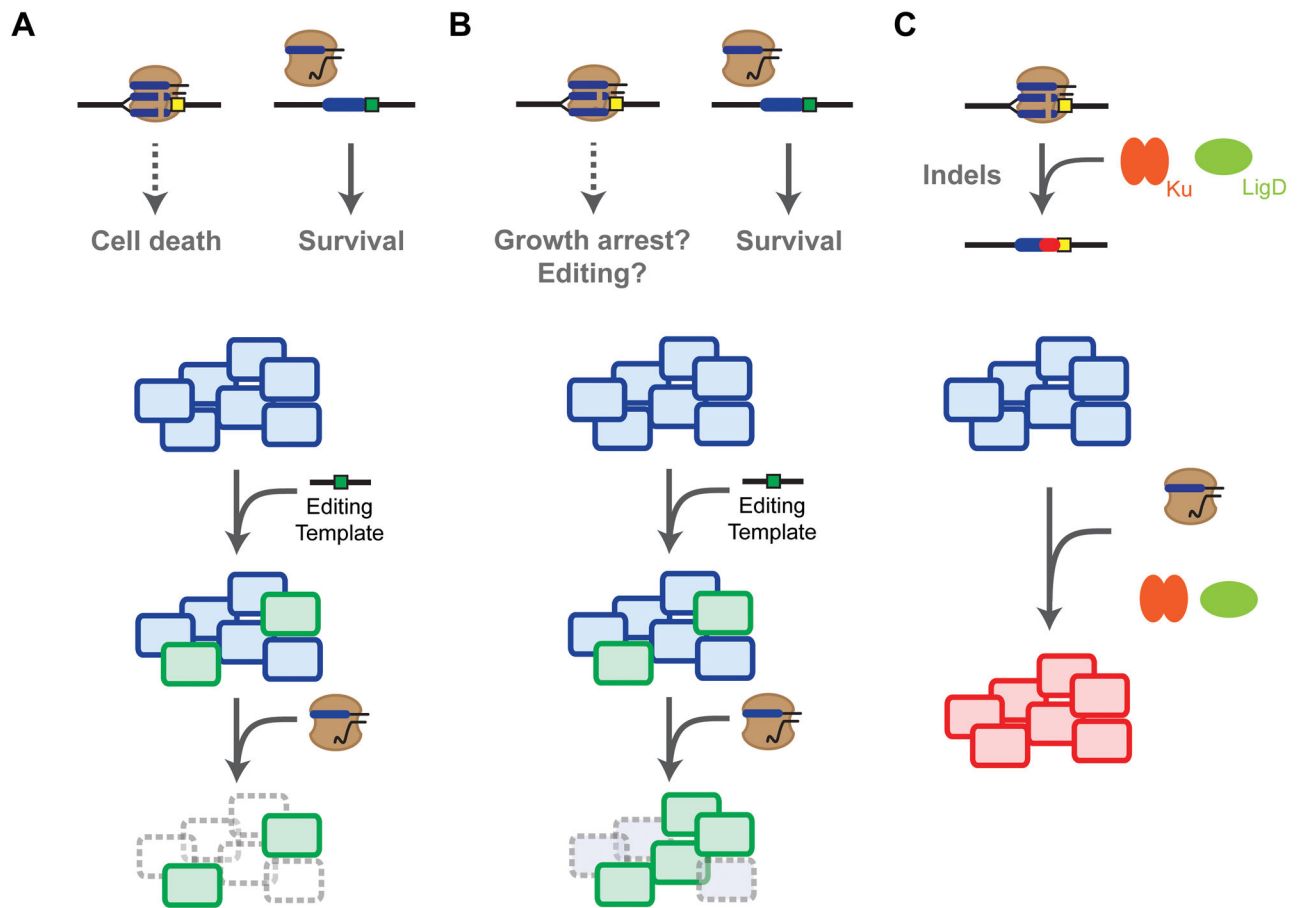 A
Cell death
Survival
Editing
Template
B
Growth arrest?
Editing?
Survival
Editing
Template
C
Indels
Ku
LigD